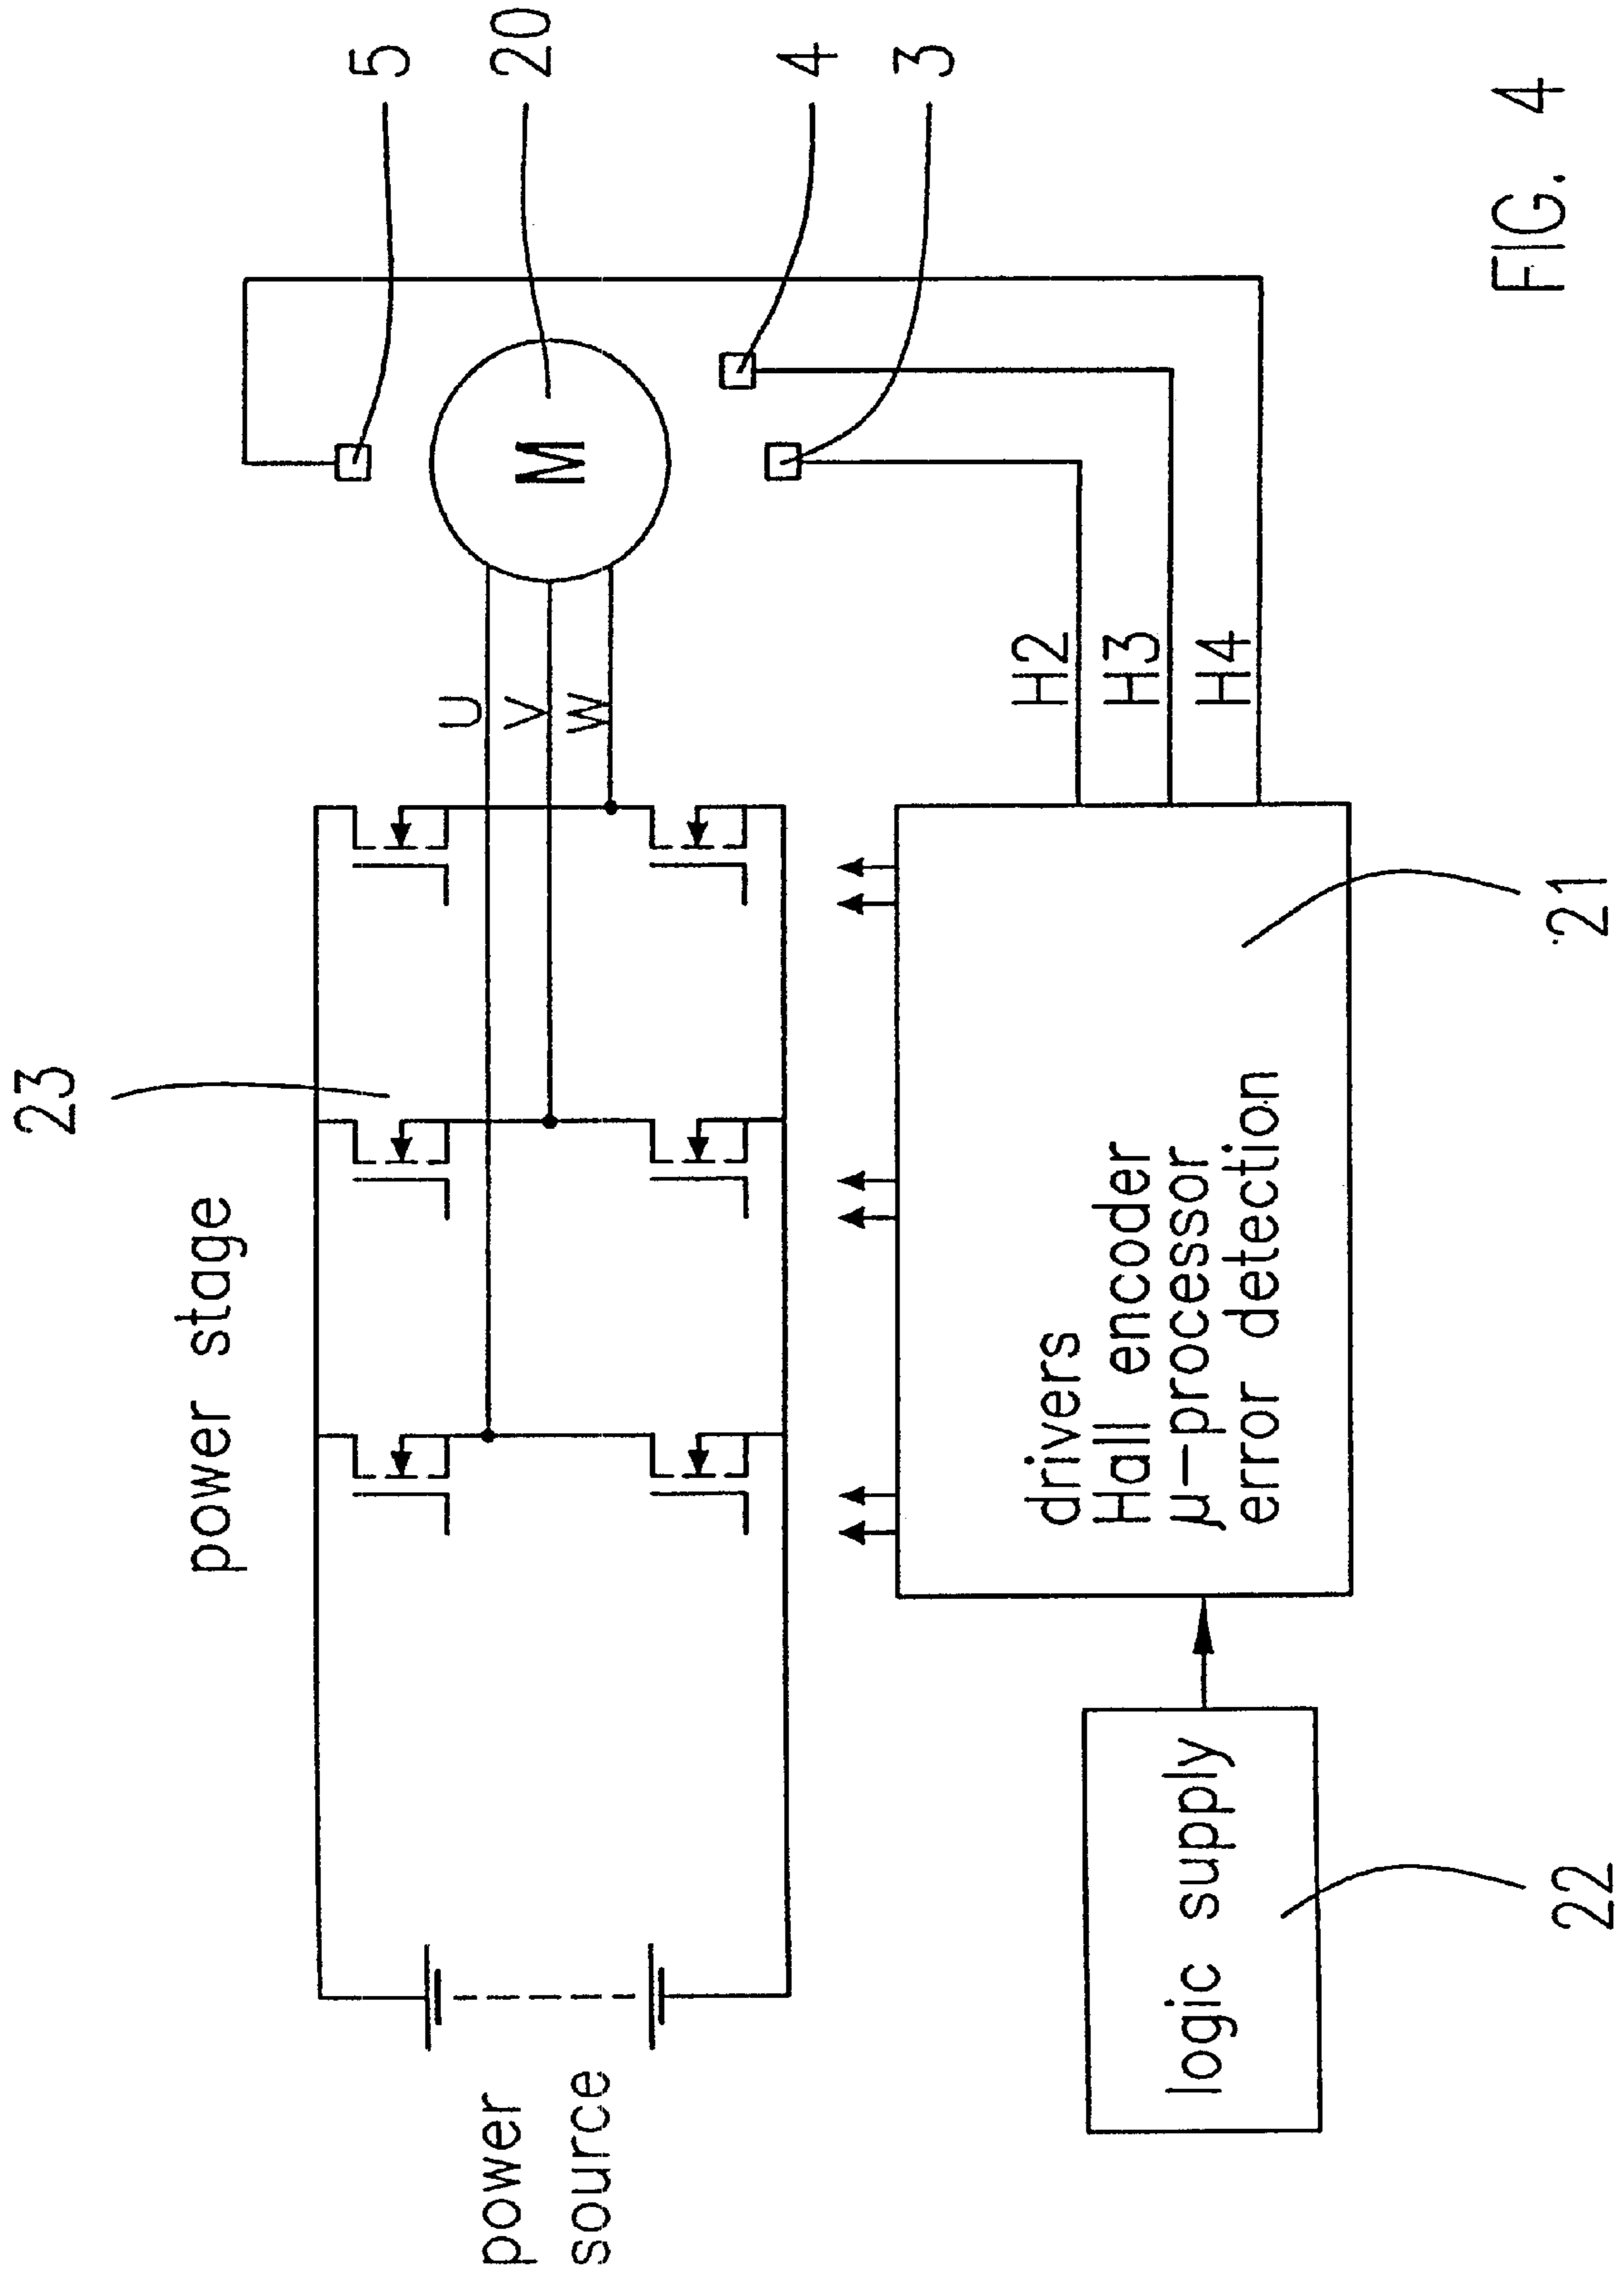 power stage
23
5
20
4
3
U
V
W
M
power
source
H2
H3
H4
drivers
Hall encoder
μ-processor
error detection
logic supply
22
21
FIG. 4